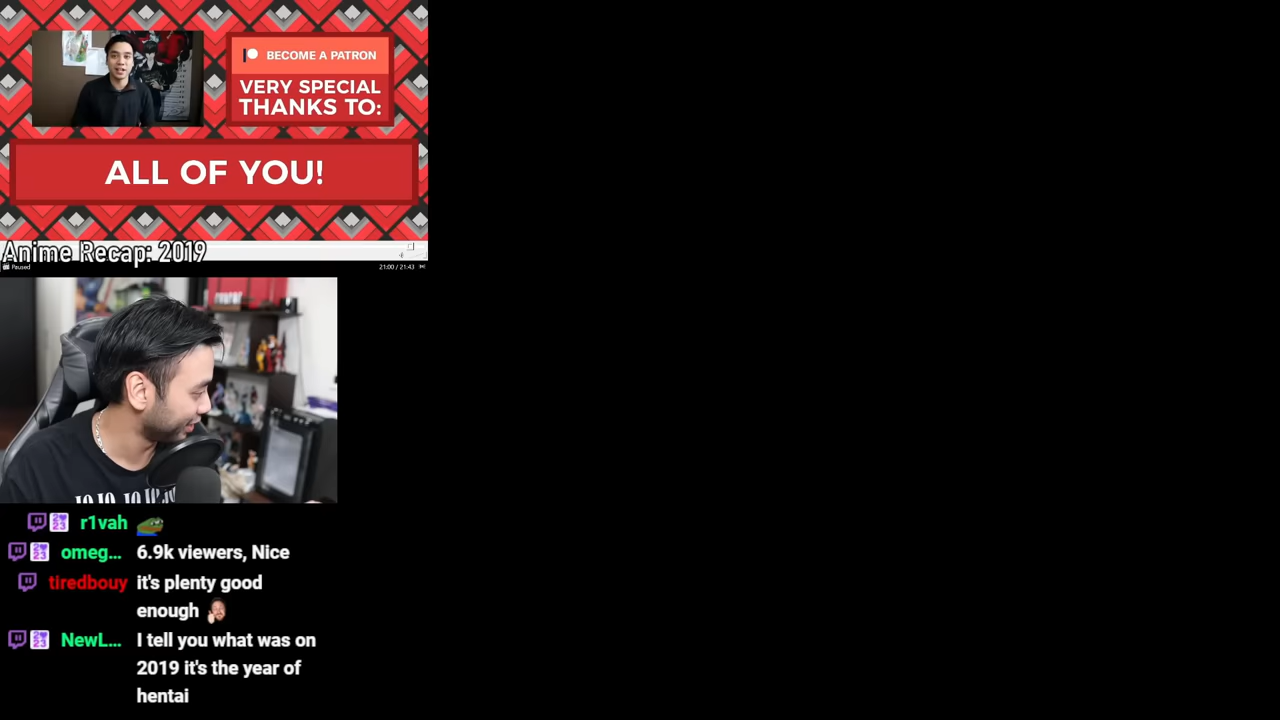 BECOME A PATRON
VERY SPECIAL
THANKS TO:
ALL OF YOU!
Anime Recap: 2019
Paused
21:00 / 21:43
r1vah
omeg... 6.9k viewers, Nice
tiredbouy it's plenty good
enough
NewL... I tell you what was on
2019 it's the year of
hentai